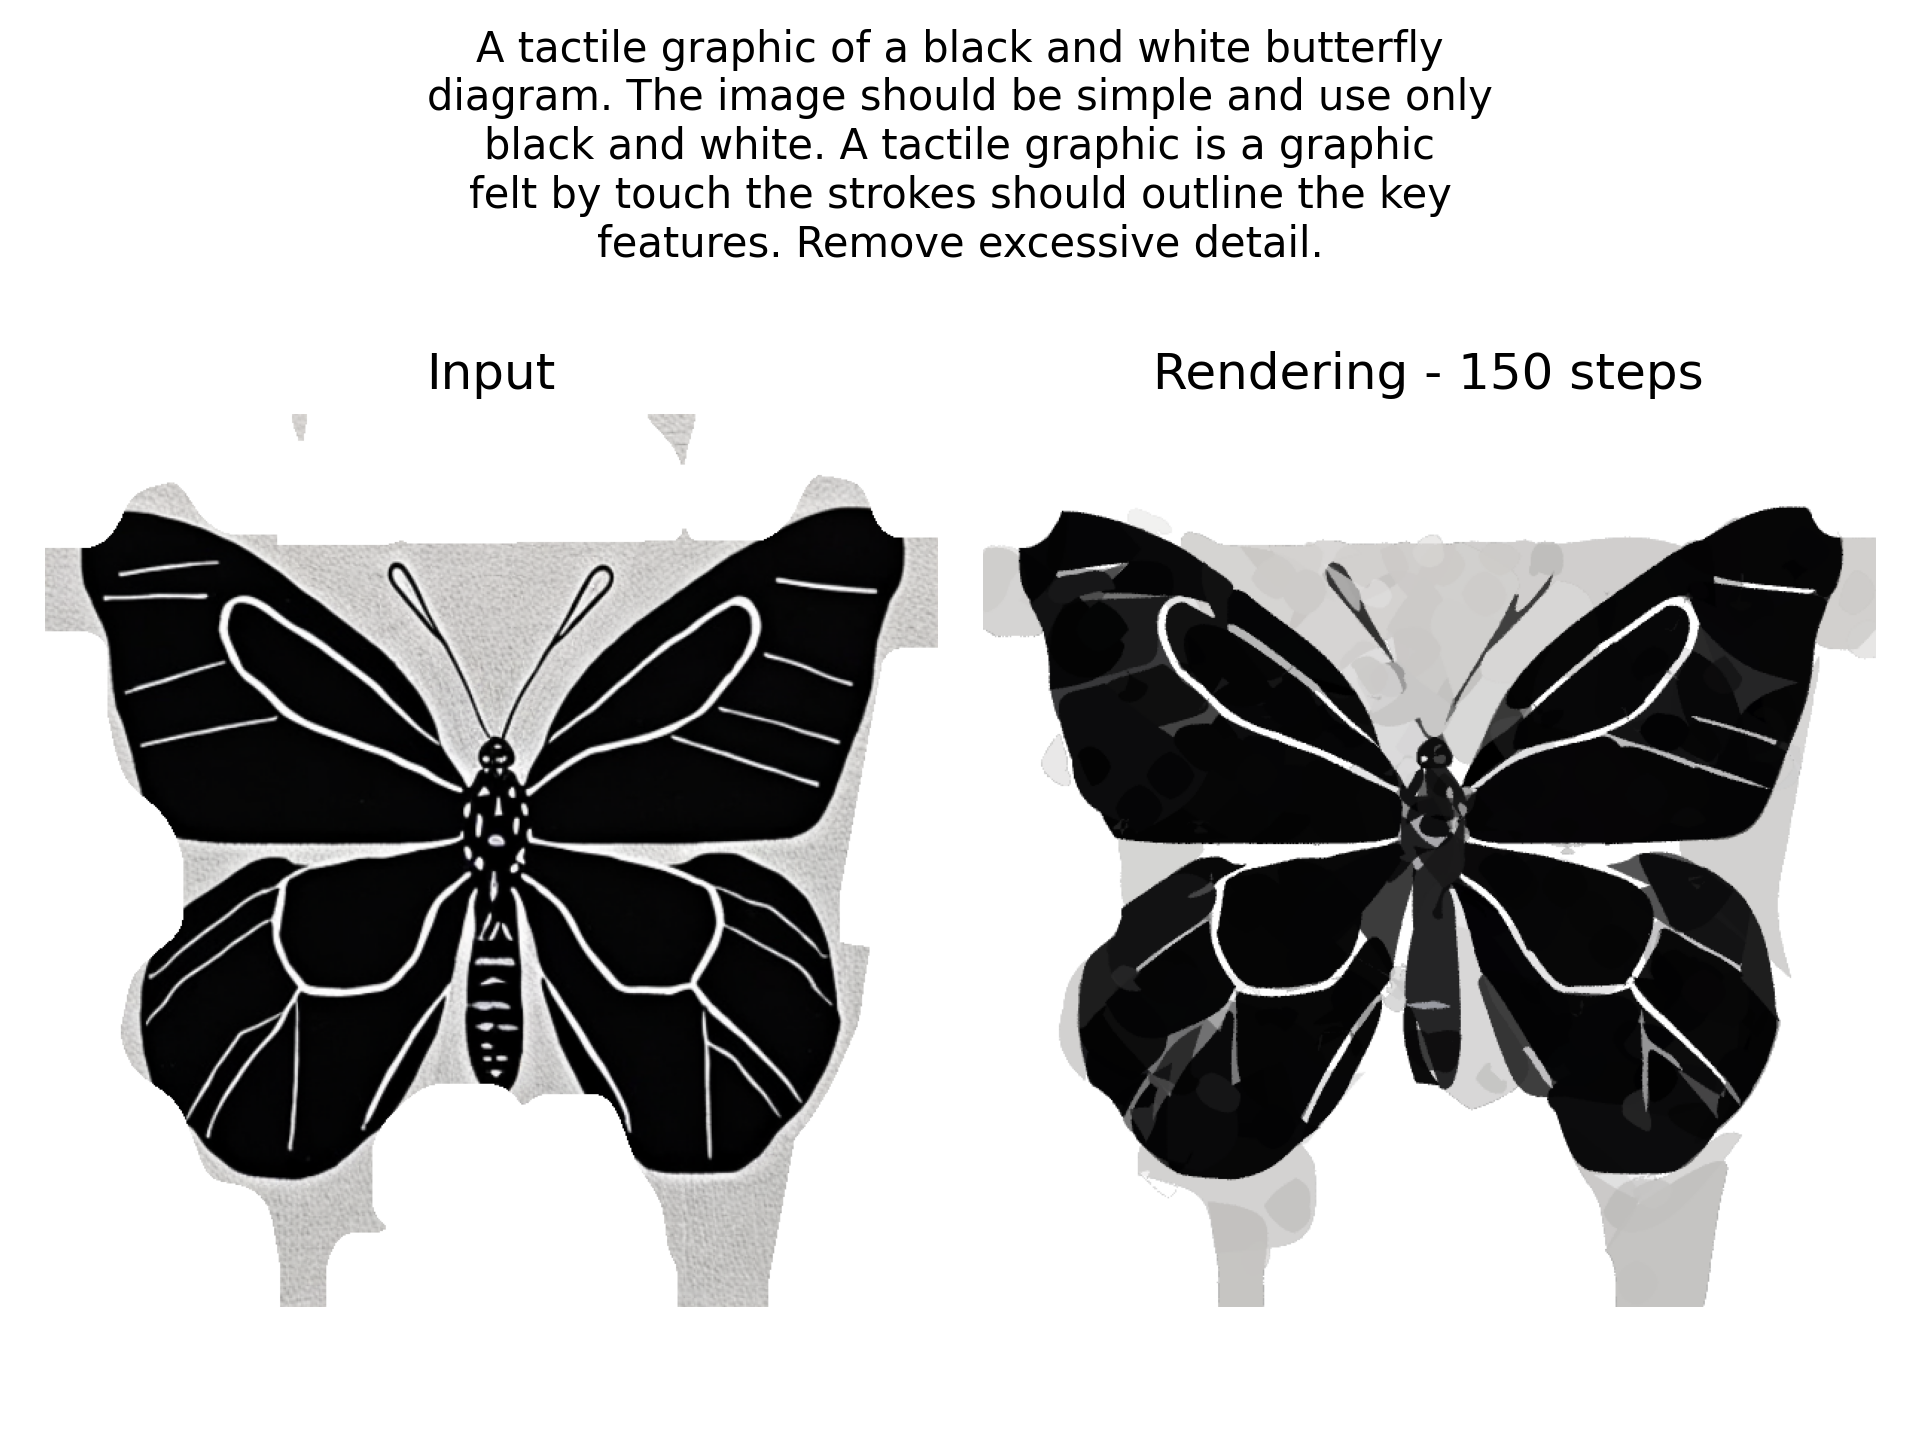 A tactile graphic of a black and white butterfly
diagram. The image should be simple and use only
black and white. A tactile graphic is a graphic
felt by touch the strokes should outline the key
features. Remove excessive detail.
Input
Rendering - 150 steps